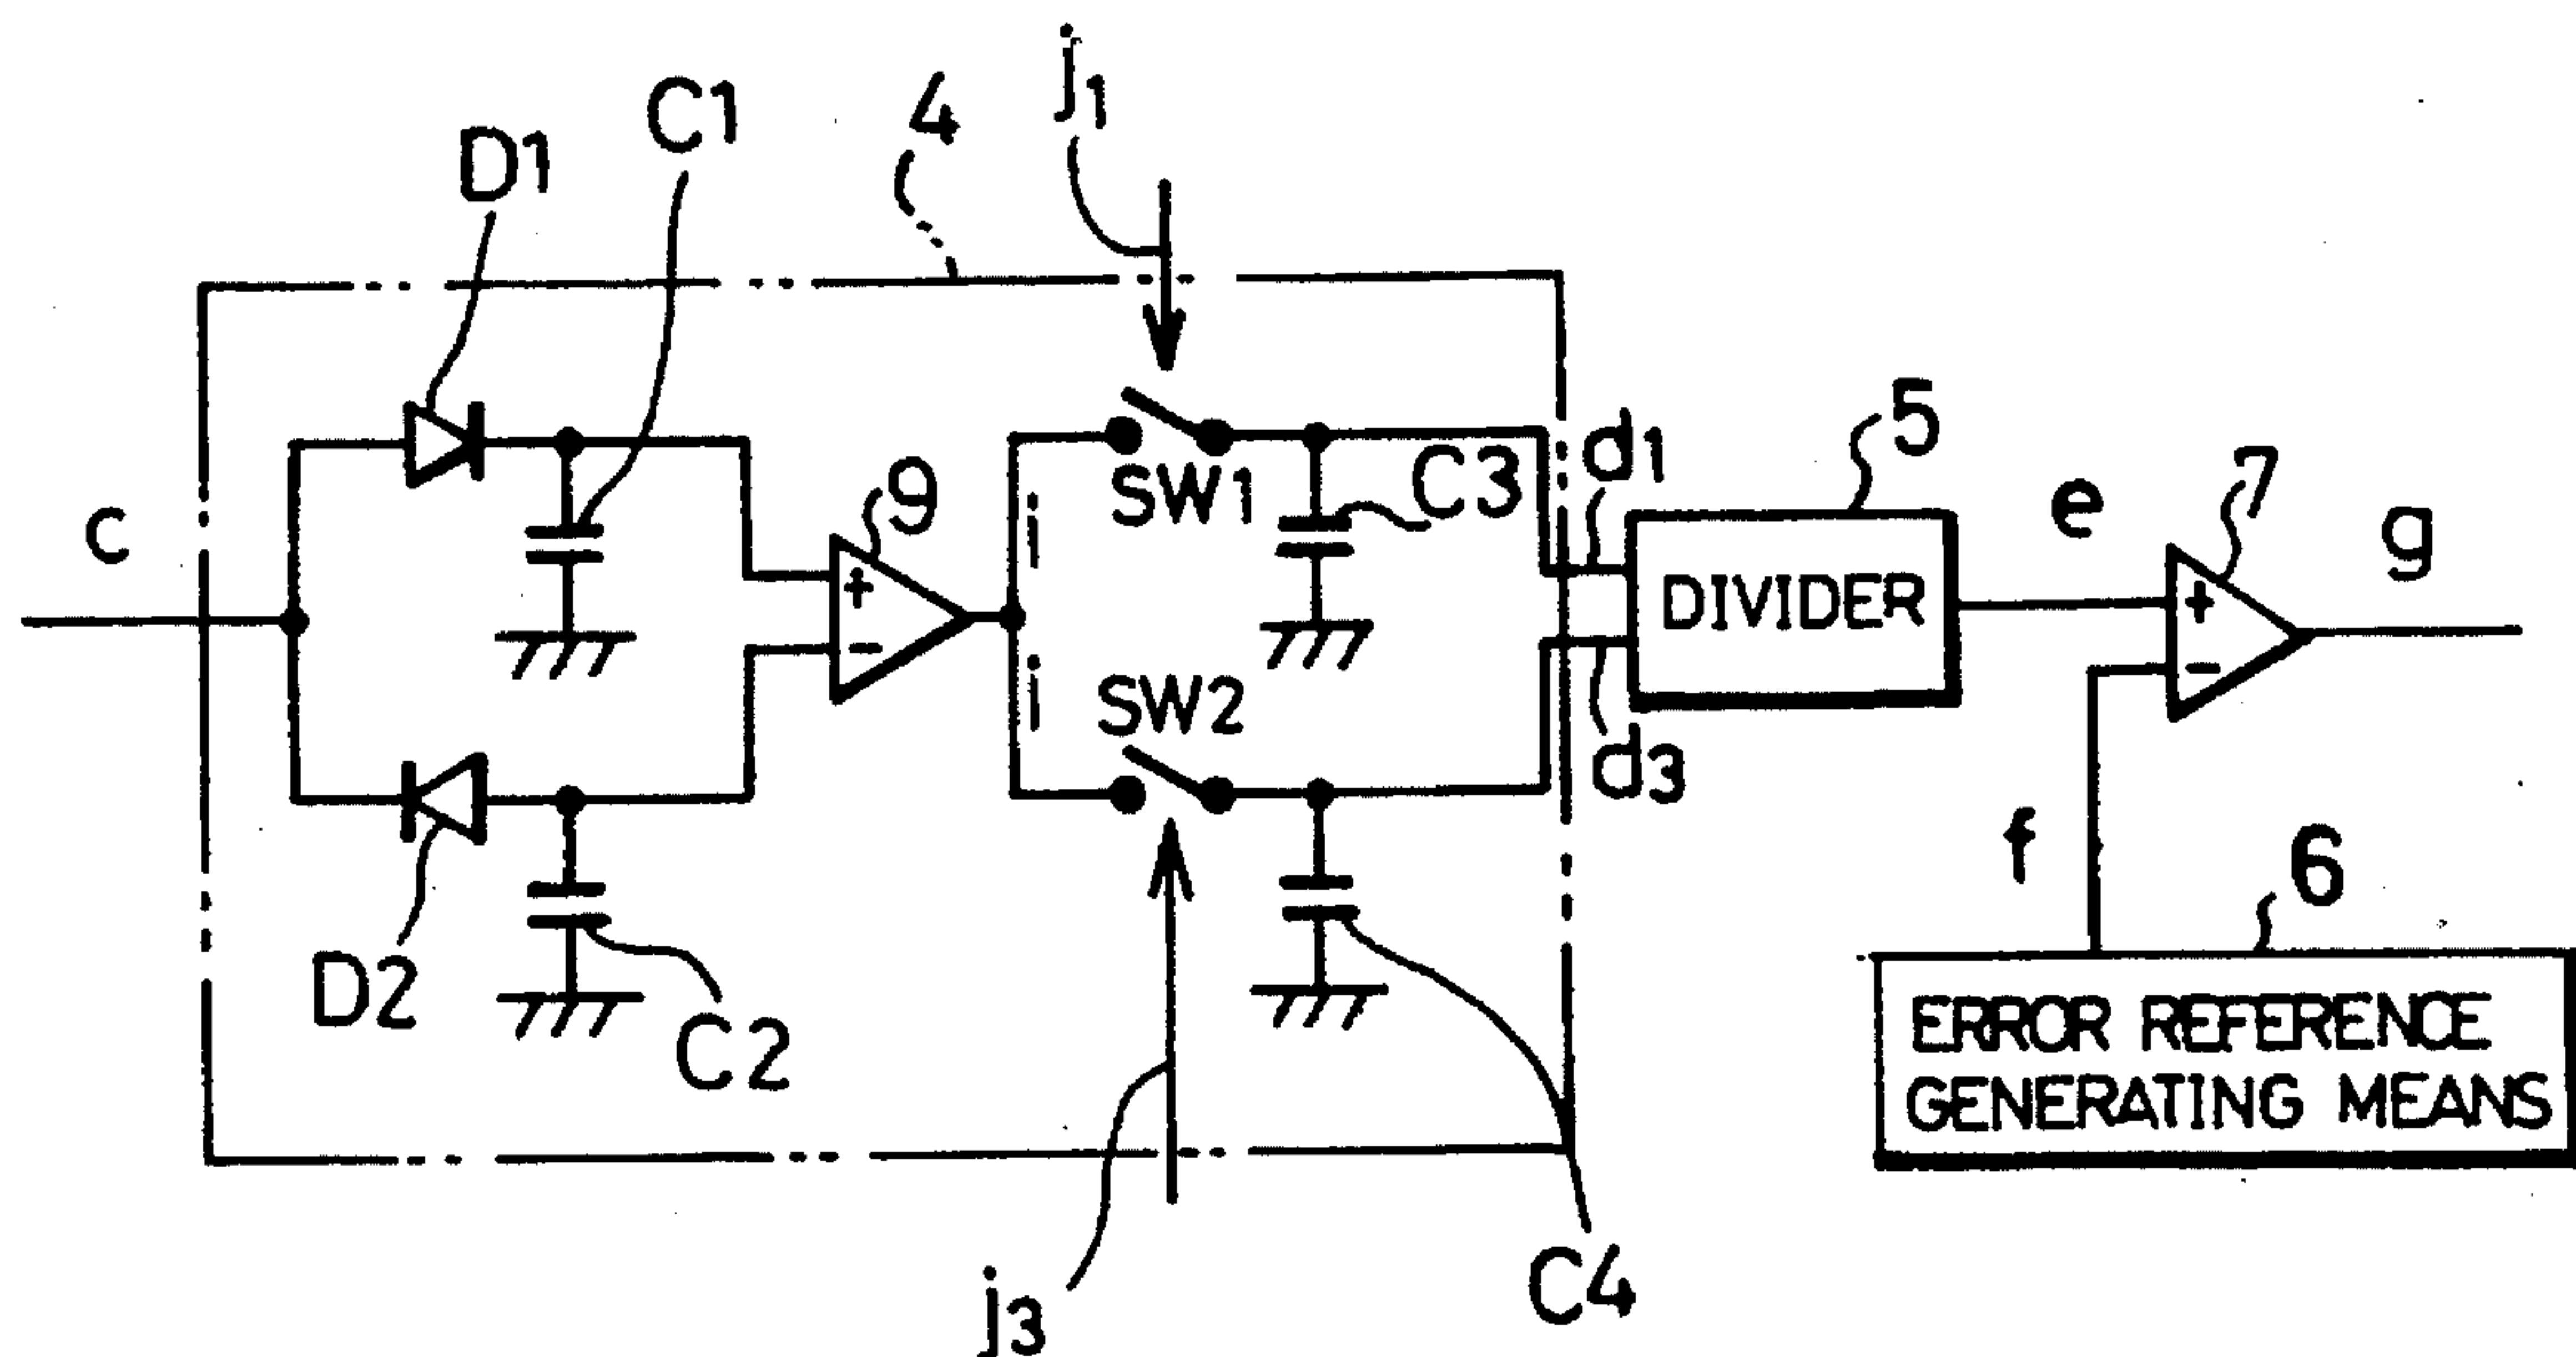 j1
4
C1
D1
5
d1
7
9
C3
e
g
c
i
SW1
+
DIVIDER
+
-
-
i
SW2
d3
f
6
D2
C2
ERROR REFERENCE
GENERATING MEANS
C4
j3